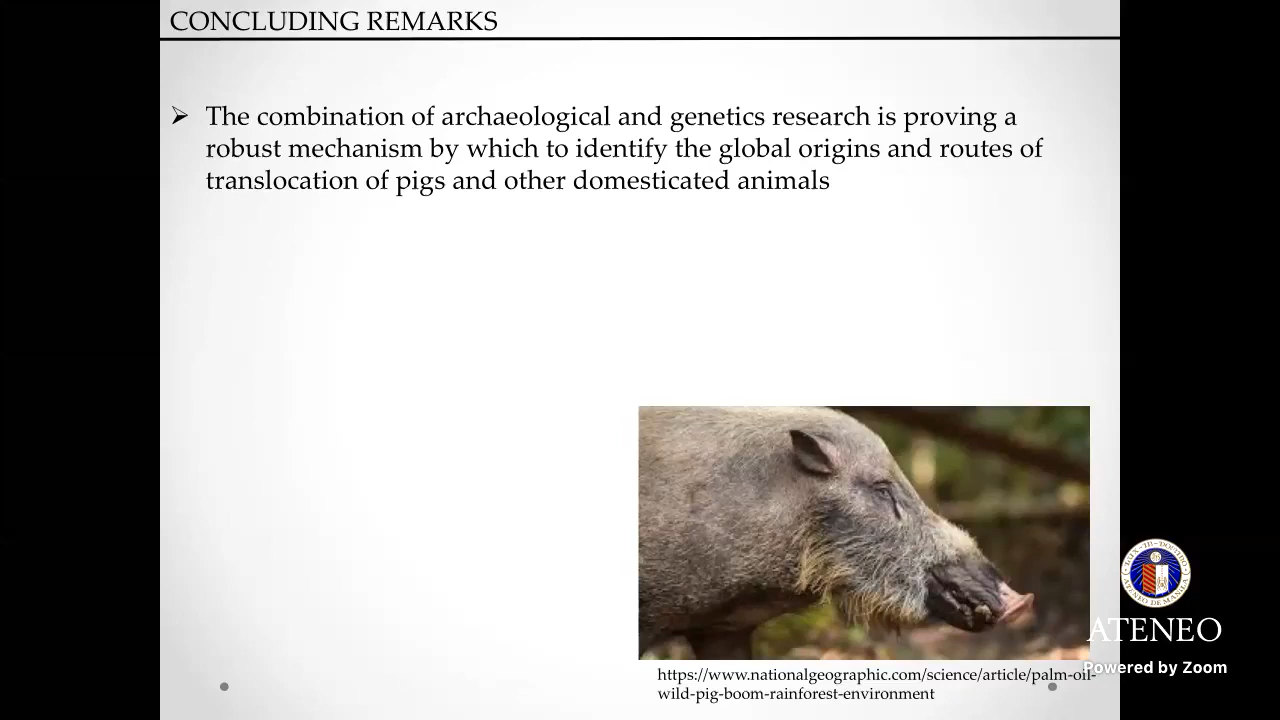 CONCLUDING REMARKS
➢ The combination of archaeological and genetics research is proving a
robust mechanism by which to identify the global origins and routes of
translocation of pigs and other domesticated animals
ATENEO
Powered by Zoom
https://www.nationalgeographic.com/science/article/palm-oil-
wild-pig-boom-rainforest-environment